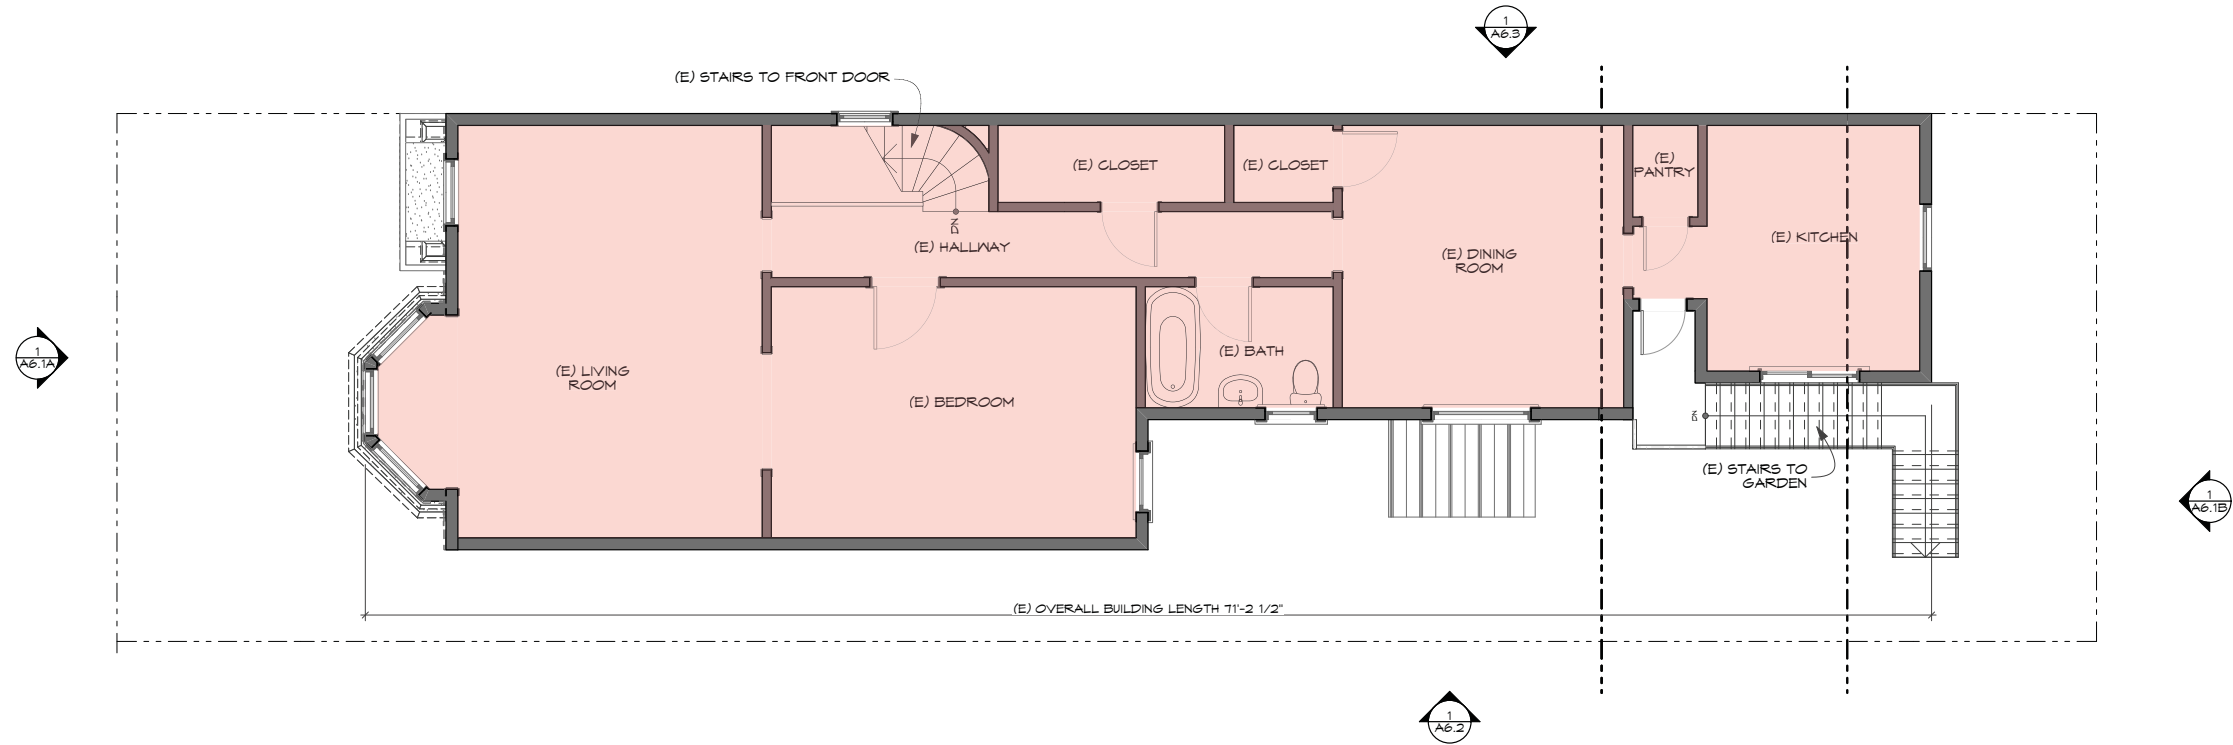 1
A6.3
(E) STAIRS TO FRONT DOOR
(E) CLOSET
(E) CLOSET
(E)
PANTRY
DN
(E) HALLWAY
(E) KITCHEN
(E) DINING
ROOM
1
A6.1A
(E) LIVING
ROOM
(E) BATH
(E) BEDROOM
DN
(E) STAIRS TO
GARDEN
1
A6.1B
(E) OVERALL BUILDING LENGTH 71'-2 1/2"
1
A6.2